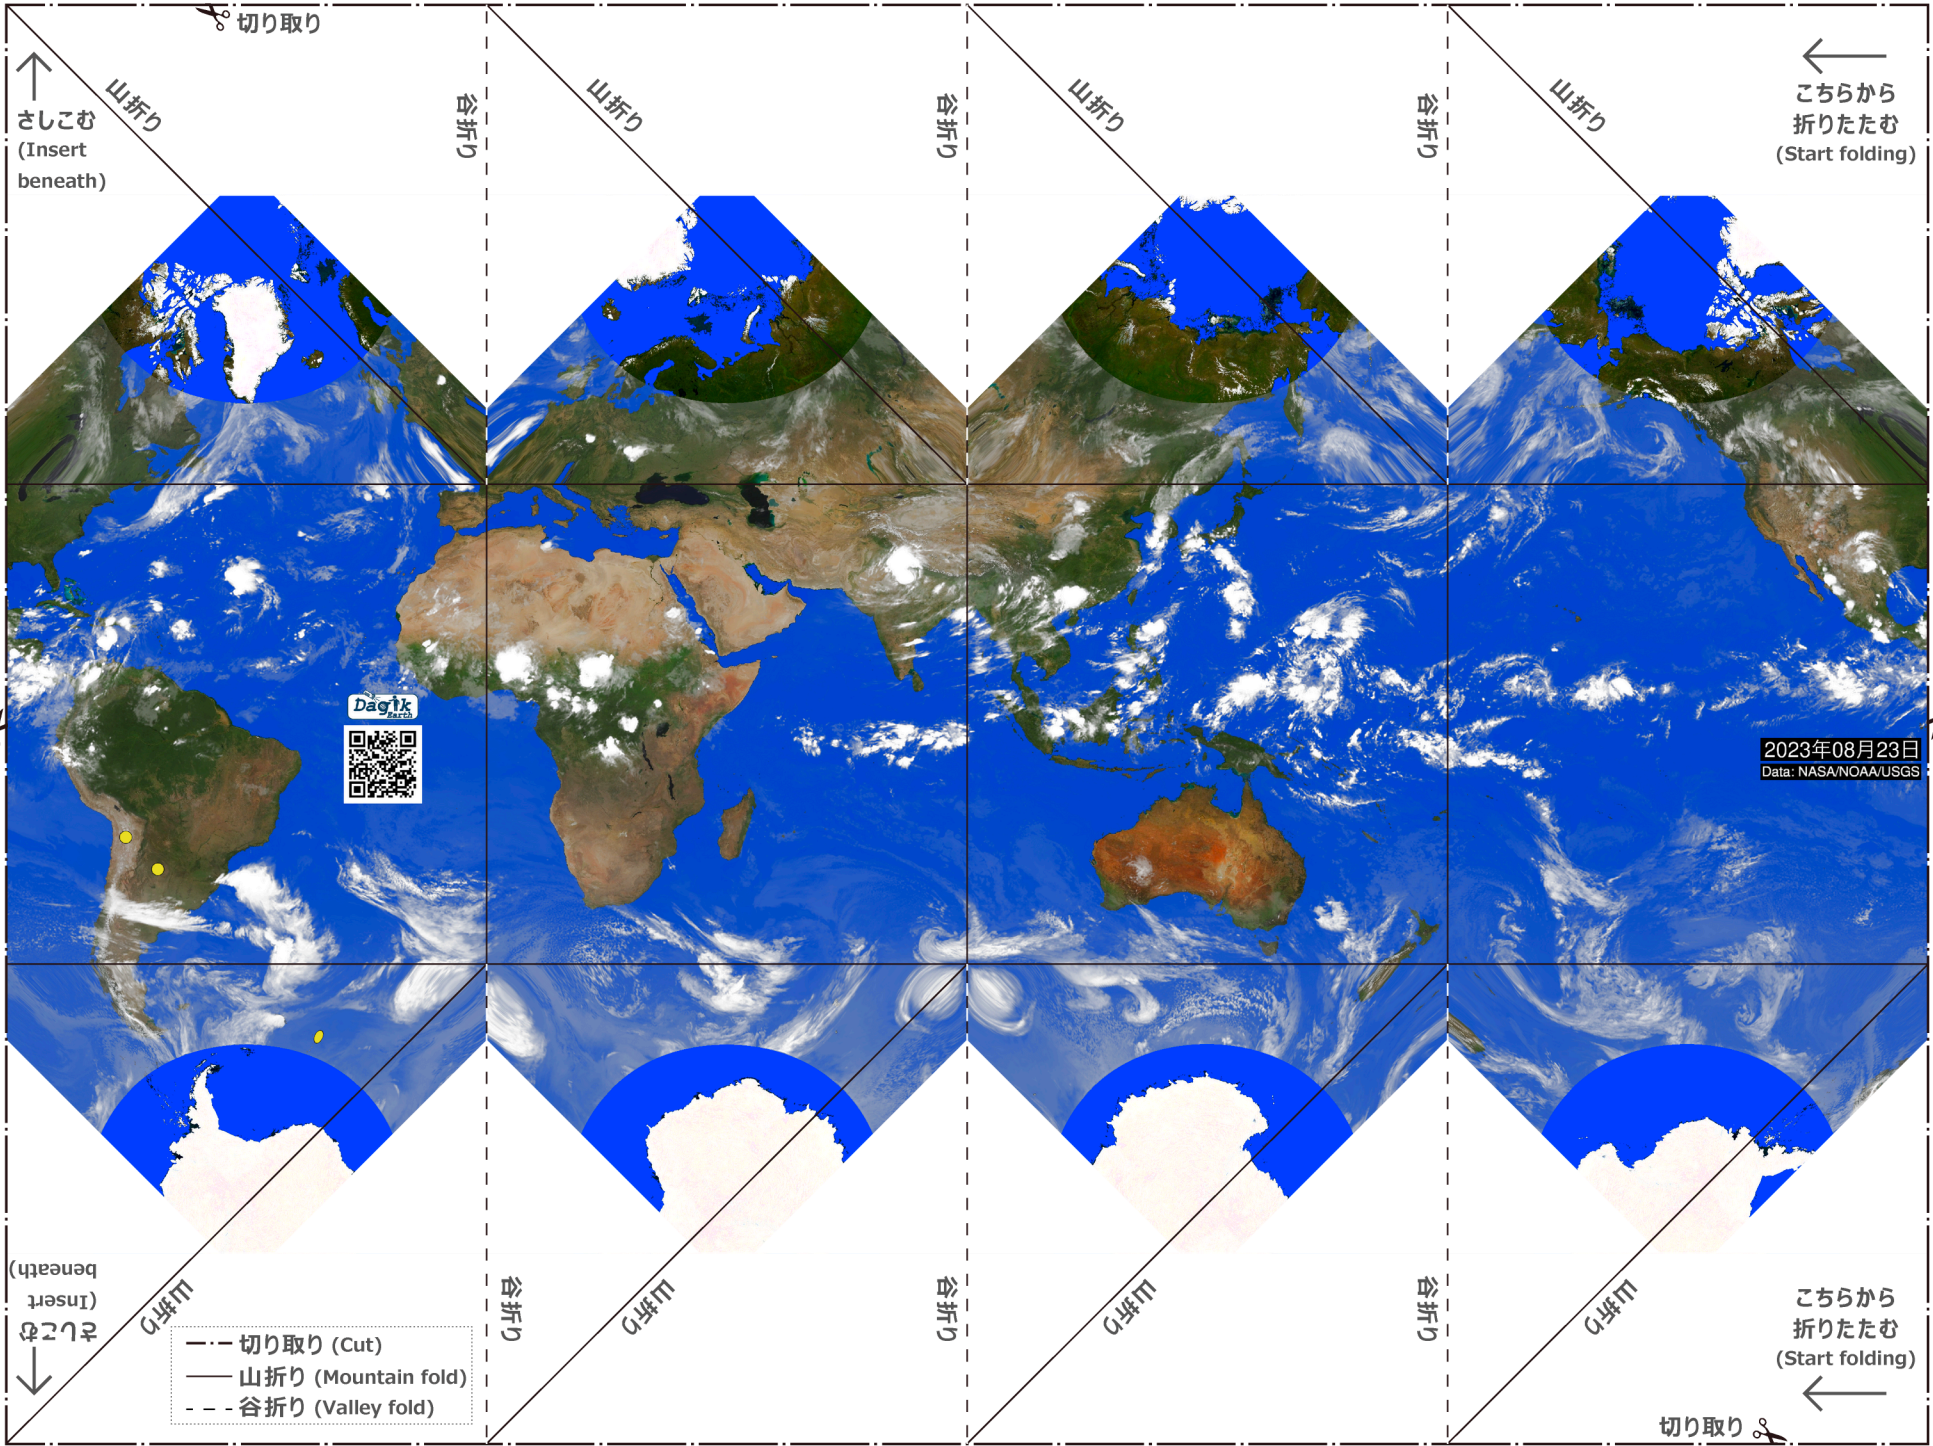 切り取り
さしこむ
(Insert
beneath)
山折り
谷折り
山折り
谷折り
山折り
谷折り
山折り
こちらから
折りたたむ
(Start folding)
Dagik
Earth
2023年08月23日
Data: NASA/NOAA/USGS
さしこむ
(Insert
beneath)
山折り
谷折り
山折り
谷折り
山折り
谷折り
山折り
こちらから
折りたたむ
(Start folding)
切り取り (Cut)
山折り (Mountain fold)
谷折り (Valley fold)
切り取り